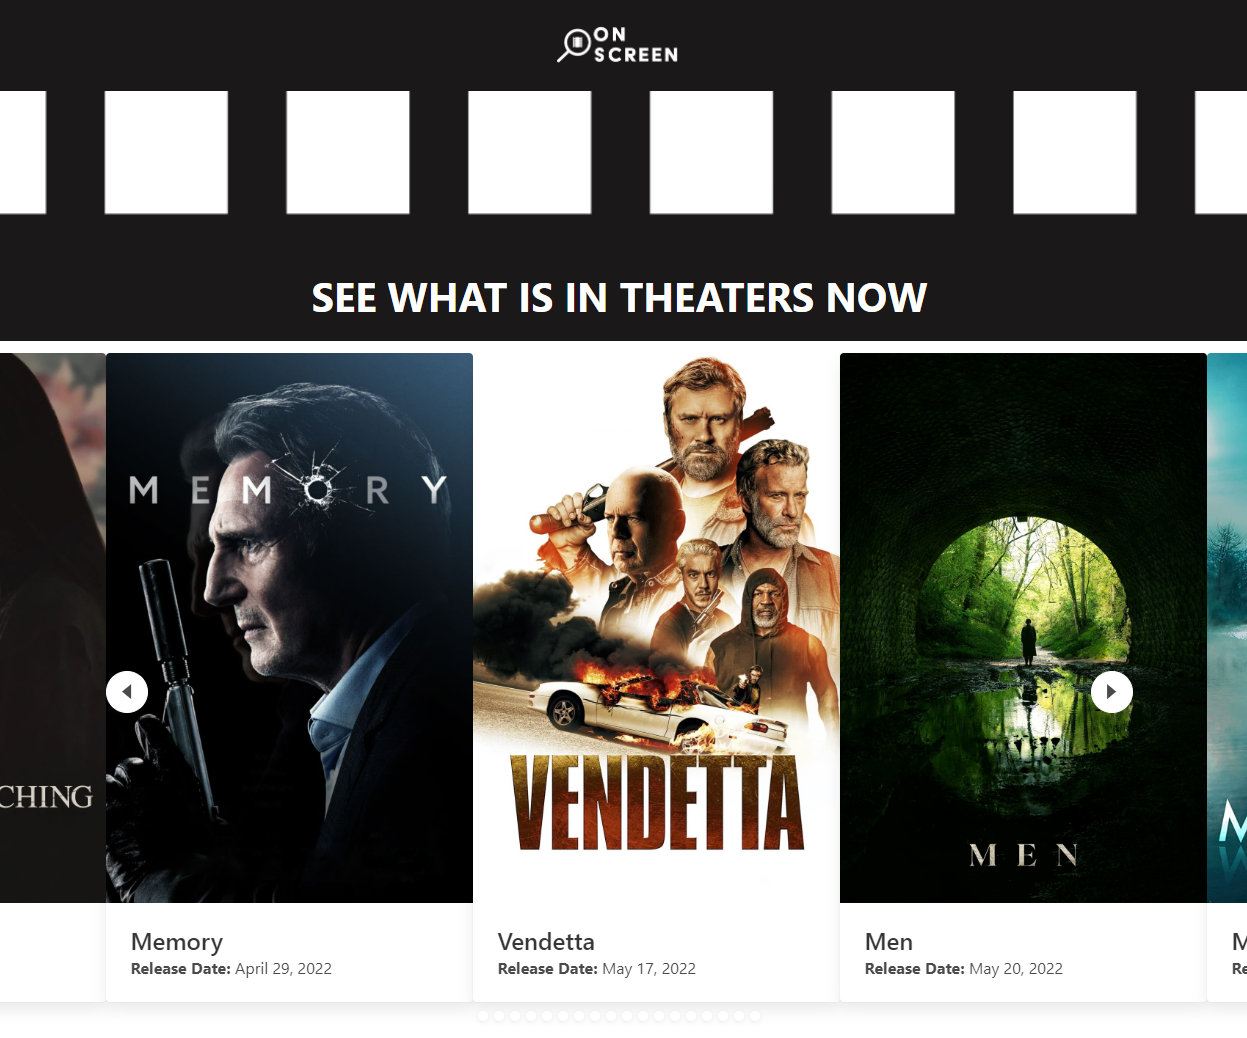 ON
SCREEN
SEE WHAT IS IN THEATERS NOW
CHING
MEMORY
VENDETTA
MEN
M
Memory
Release Date: April 29, 2022
Vendetta
Release Date: May 17, 2022
Men
Release Date: May 20, 2022
M
Re